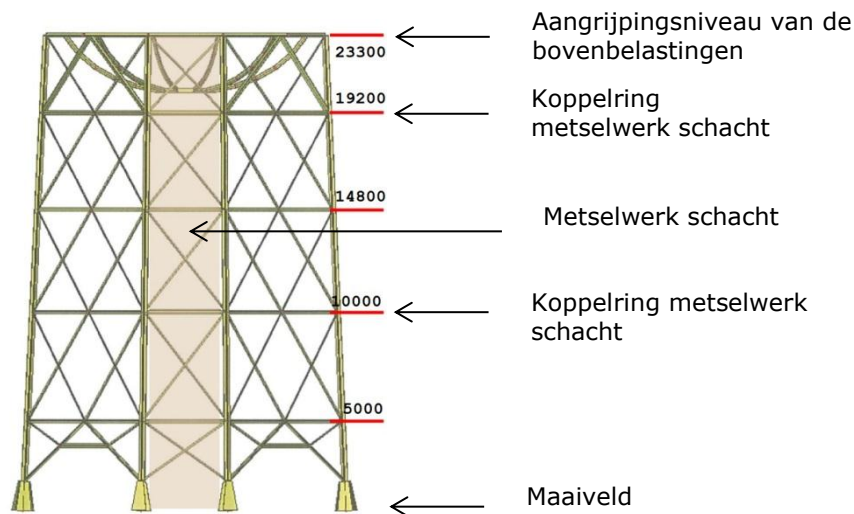 Aangrijpingsniveau van de
bovenbelastingen
23300
19200
Koppelring
metselwerk schacht
14800
Metselwerk schacht
10000
Koppelring metselwerk
schacht
5000
Maaiveld